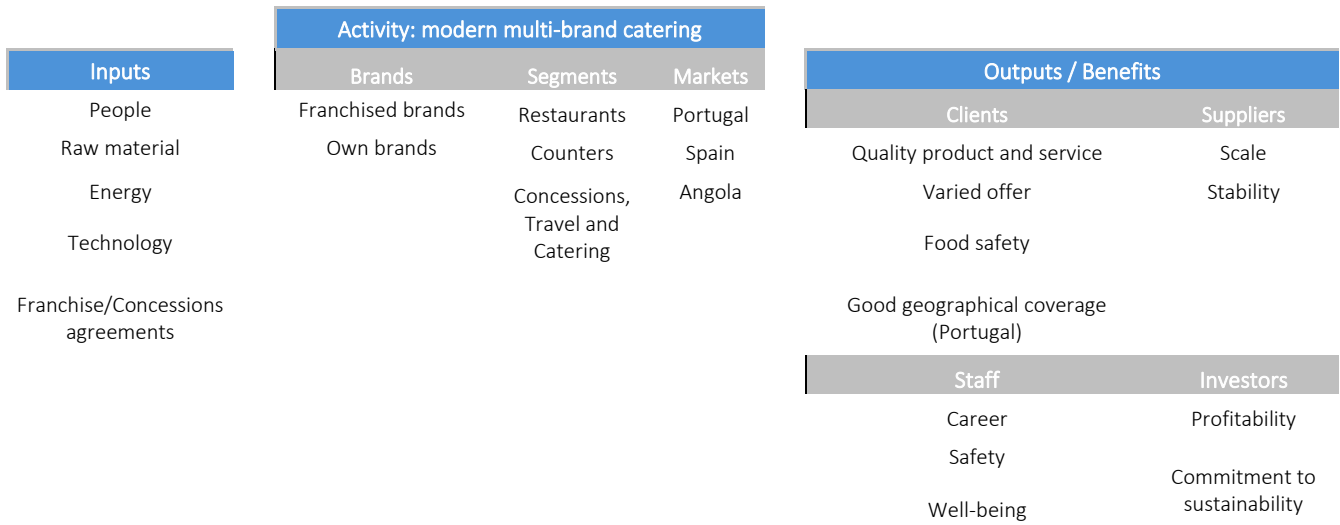 Inputs
People
Raw material
Energy
Technology
Franchise/Concessions
agreements
Activity: modern multi-brand catering
Brands
Franchised brands
Own brands
Segments
Restaurants
Counters
Concessions,
Travel and
Catering
Markets
Portugal
Spain
Angola
Outputs / Benefits
Clients
Quality product and service
Varied offer
Food safety
Good geographical coverage
(Portugal)
Suppliers
Scale
Stability
Staff
Career
Safety
Well-being
Investors
Profitability
Commitment to
sustainability